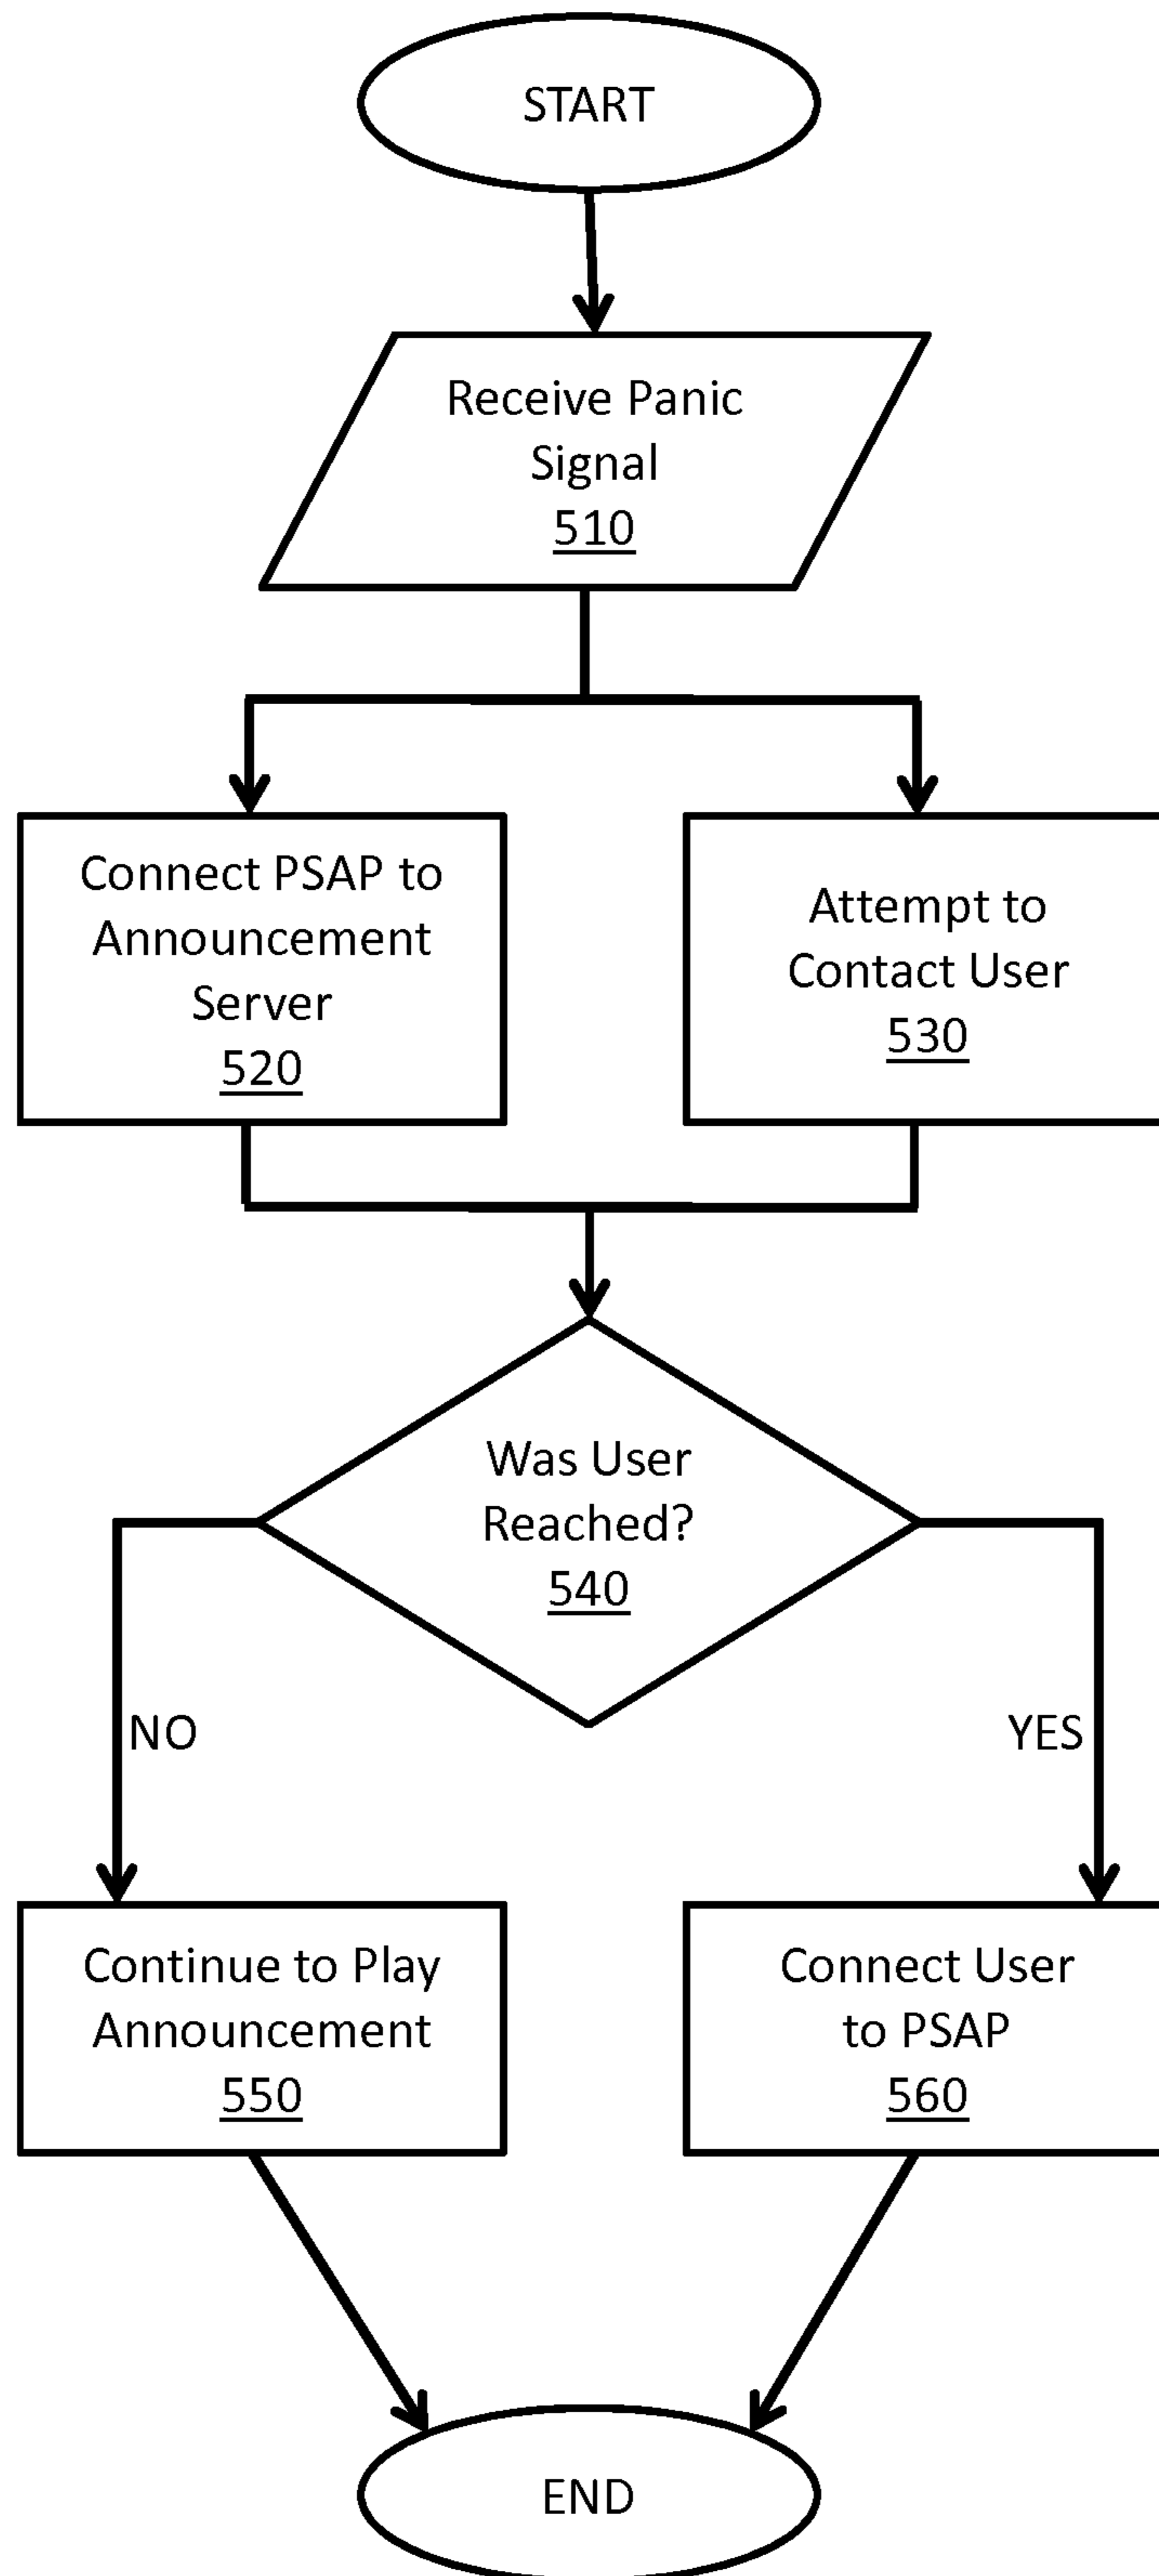 START
Receive Panic
Signal
510
Connect PSAP to
Announcement
Server
520
Attempt to
Contact User
530
Was User
Reached?
540
NO
YES
Continue to Play
Announcement
550
Connect User
to PSAP
560
END